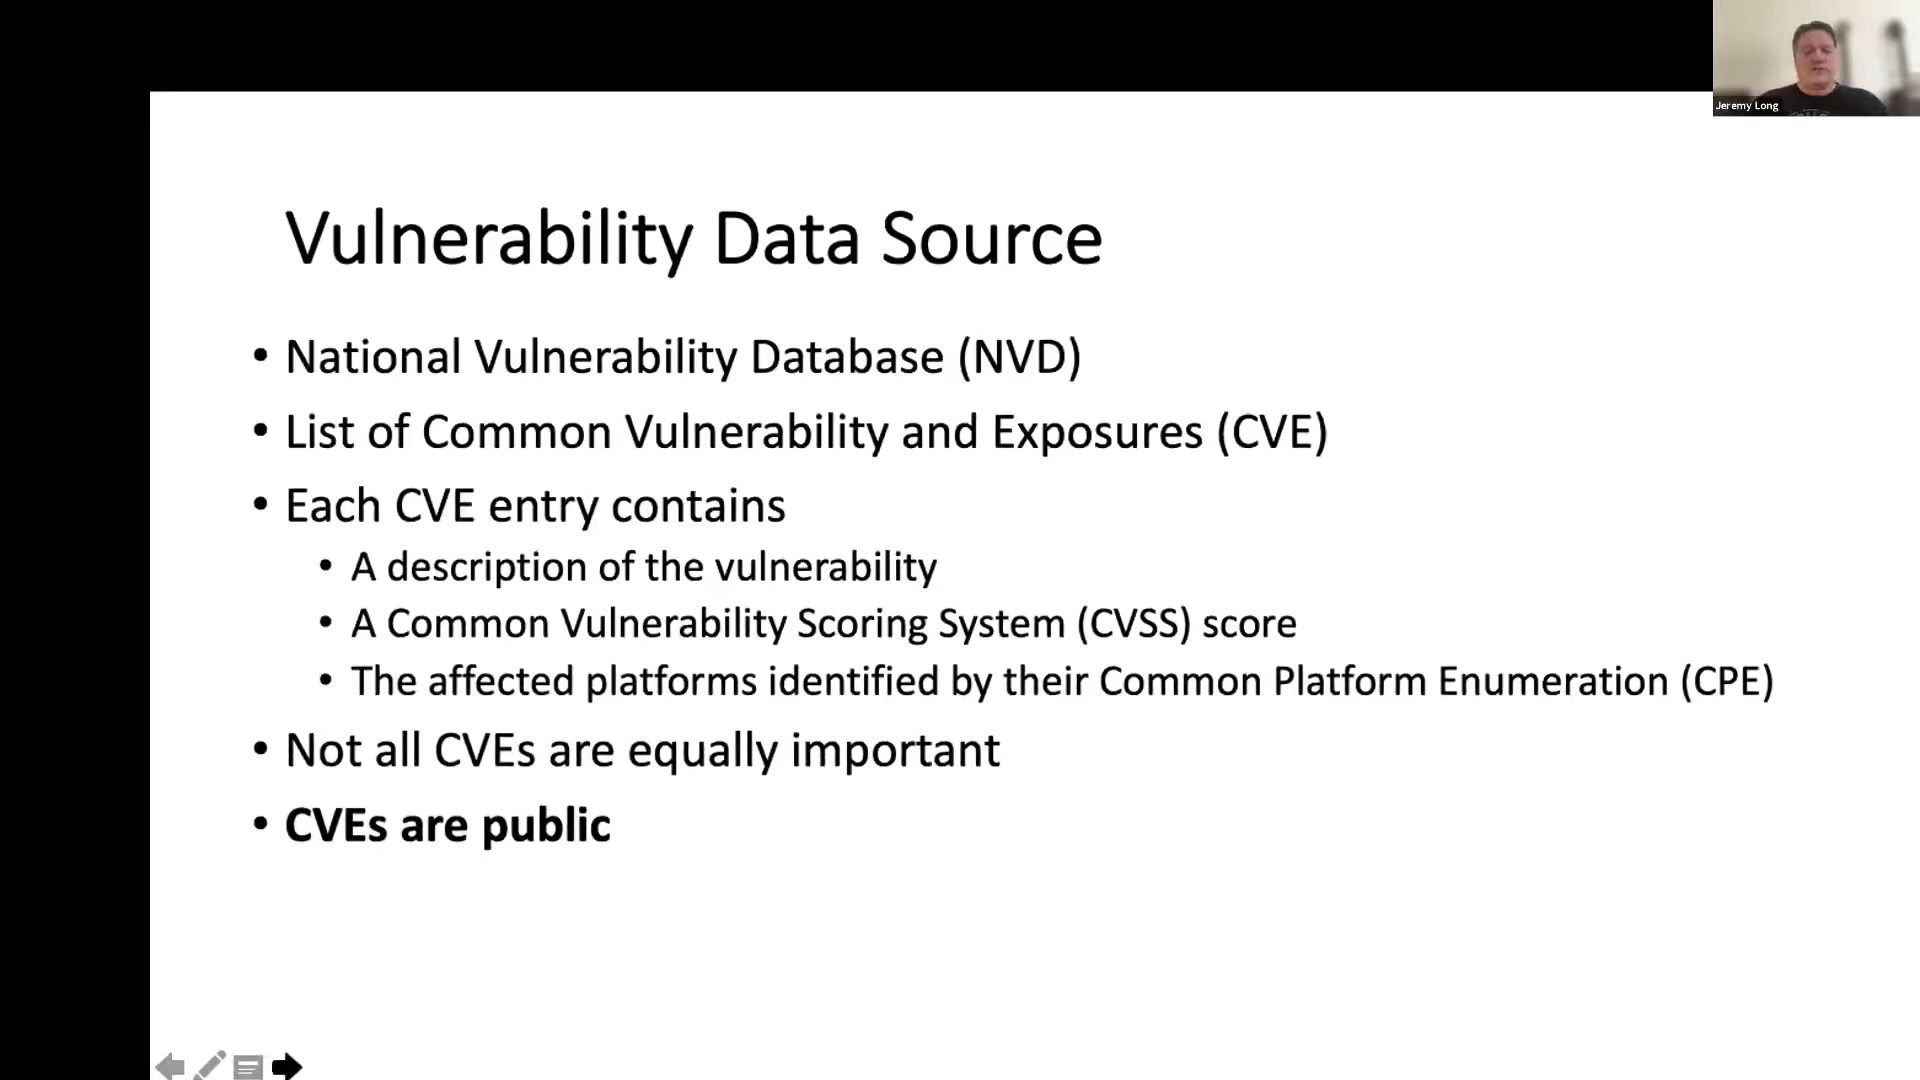 Jeremy Long
Vulnerability Data Source
• National Vulnerability Database (NVD)
• List of Common Vulnerability and Exposures (CVE)
• Each CVE entry contains
• A description of the vulnerability
• A Common Vulnerability Scoring System (CVSS) score
• The affected platforms identified by their Common Platform Enumeration (CPE)
• Not all CVEs are equally important
• CVEs are public